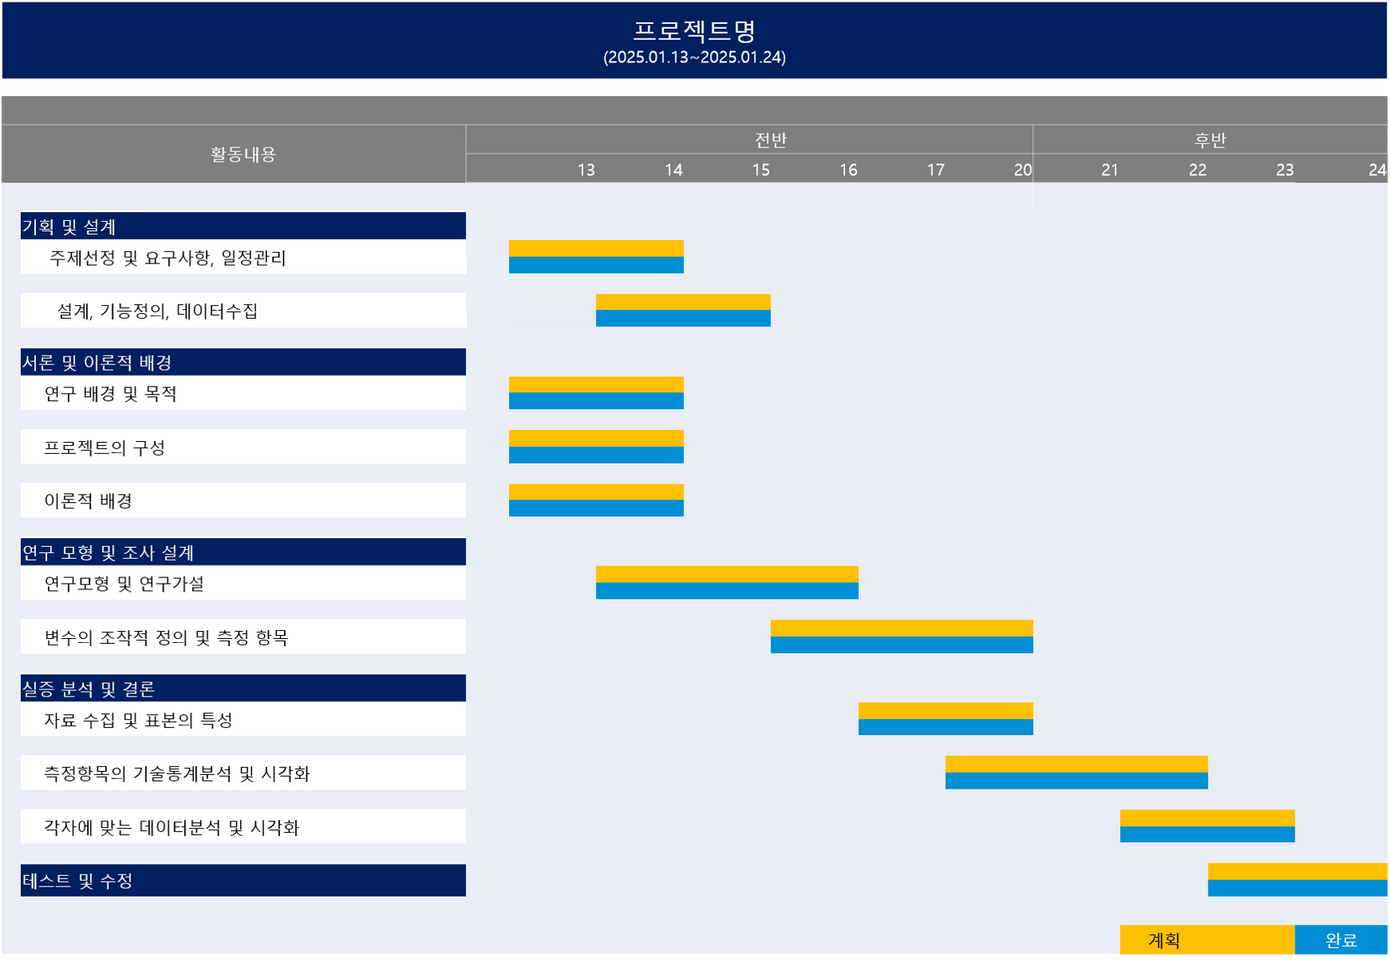 프로젝트명
(2025.01.13~2025.01.24)
활동내용
전반
후반
13 14 15 16 17 20 21 22 23 24
기획 및 설계
주제선정 및 요구사항, 일정관리
설계, 기능정의, 데이터수집
서론 및 이론적 배경
연구 배경 및 목적
프로젝트의 구성
이론적 배경
연구 모형 및 조사 설계
연구모형 및 연구가설
변수의 조작적 정의 및 측정 항목
실증 분석 및 결론
자료 수집 및 표본의 특성
측정항목의 기술통계분석 및 시각화
각자에 맞는 데이터분석 및 시각화
테스트 및 수정
계획
완료